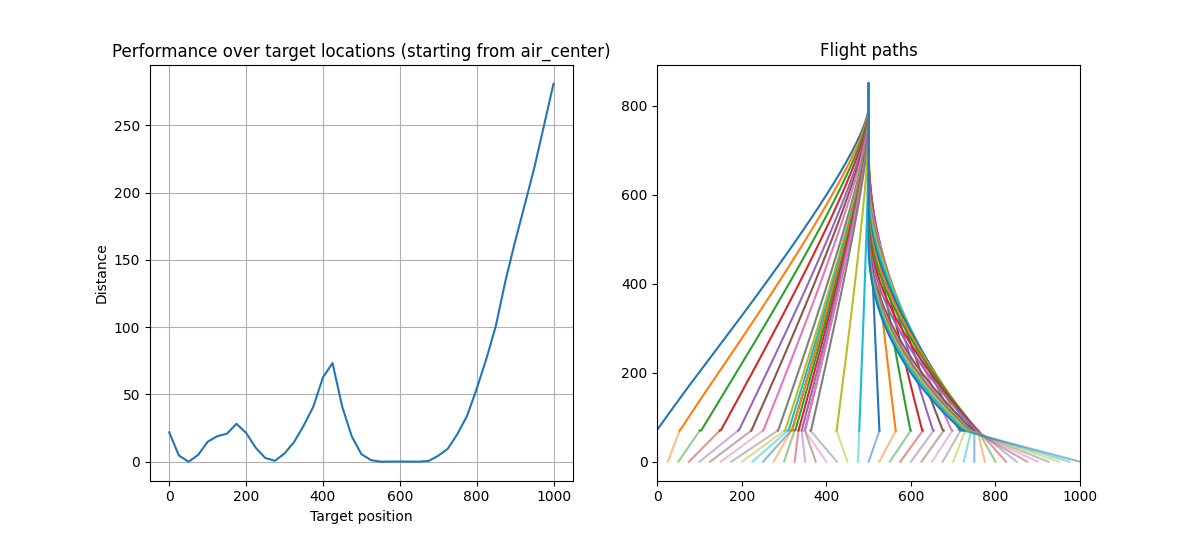 Performance over target locations (starting from air_center)
Distance
250
200
150
100
50
0
0 200 400 600 800 1000
Target position
Flight paths
800
600
400
200
0
0 200 400 600 800 1000